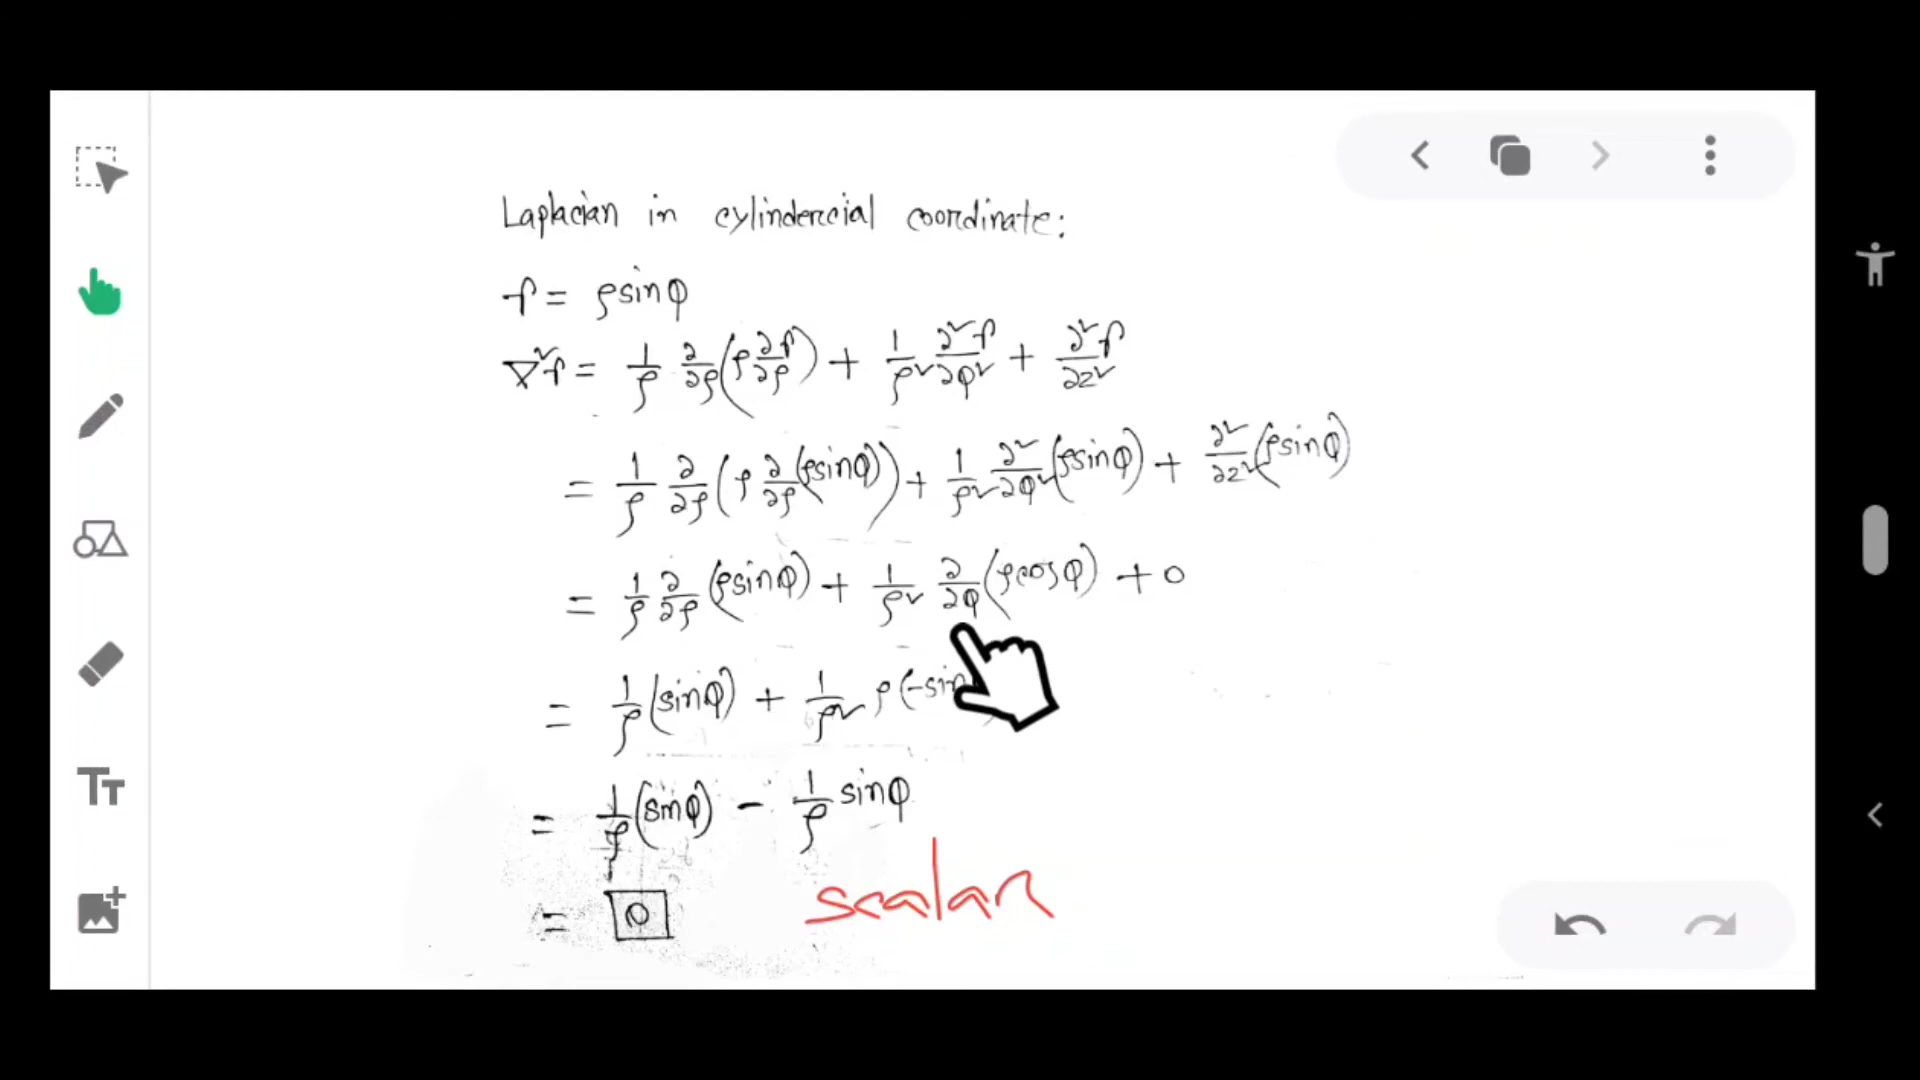 Laplacian in cylindercial coordinate:
f = ρsinφ
∇²f = 1/ρ ∂/∂ρ(ρ ∂f/∂ρ) + 1/ρ² ∂²f/∂φ² + ∂²f/∂z²
= 1/ρ ∂/∂ρ(ρ ∂/∂ρ(ρsinφ)) + 1/ρ² ∂²/∂φ²(ρsinφ) + ∂²/∂z²(ρsinφ)
= 1/ρ ∂/∂ρ(ρsinφ) + 1/ρ² ∂/∂φ(ρcosφ) + 0
= 1/ρ(sinφ) + 1/ρ² ρ(-sin
= 1/ρ(sinφ) - 1/ρ sinφ
= 0
scalar
TT